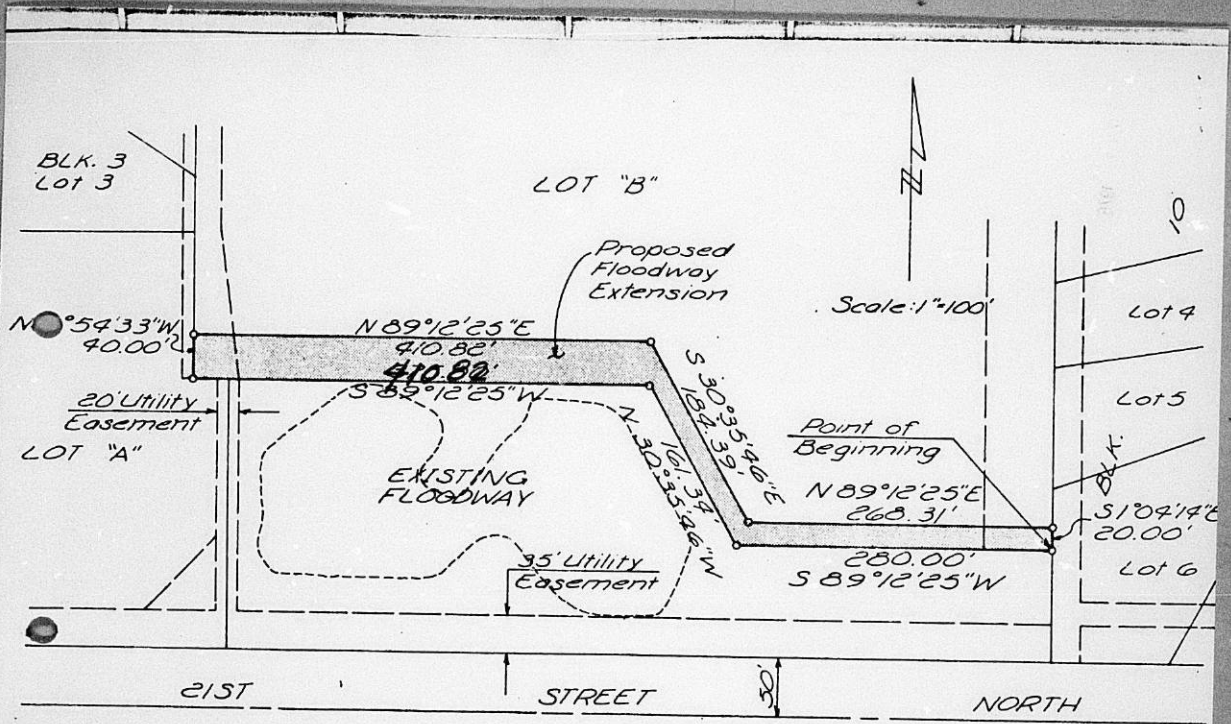 BLK. 3
Lot 3
LOT "B"
10
Proposed
Floodway
Extension
Scale: 1"=100'
Lot 4
N °54'33"W
40.00'
N 89°12'25"E
410.82'
410.82'
S 89°12'25"W
S 30°35'46"E
184.39'
20' Utility
Easement
LOT "A"
Lot 5
Point of
Beginning
BLK.
EXISTING
FLOODWAY
161.34'
N 30°35'46"W
N 89°12'25"E
268.31'
S 1°04'14"E
20.00'
280.00'
S 89°12'25"W
Lot 6
35' Utility
Easement
21ST STREET NORTH
50'